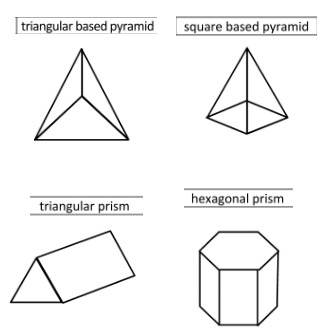 triangular based pyramid
square based pyramid
triangular prism
hexagonal prism